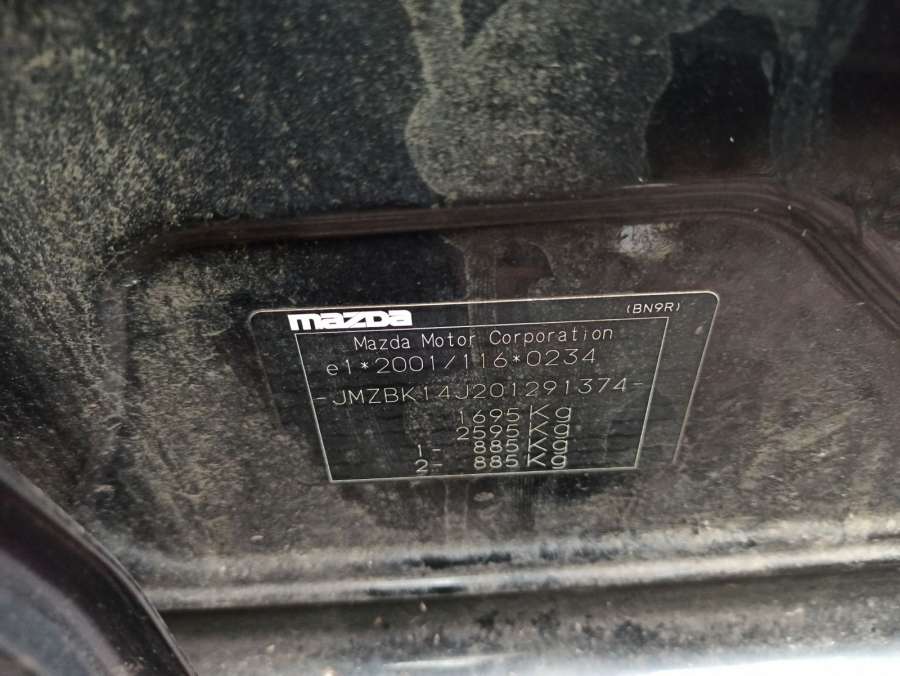 mazda (BN9R)
Mazda Motor Corporation
e1*2001/116*0234
-JMZBK14J201291374-
1695 Kg
2595 Kg
1- 885 Kg
2- 885 Kg